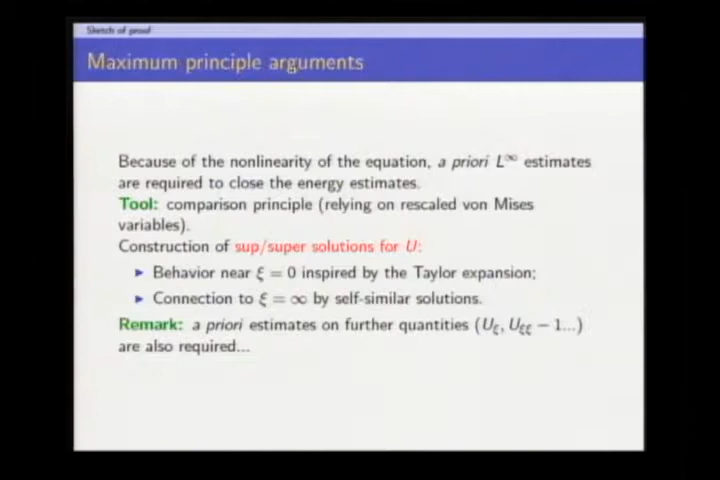 Sketch of proof
Maximum principle arguments
Because of the nonlinearity of the equation, a priori L∞ estimates
are required to close the energy estimates.
Tool: comparison principle (relying on rescaled von Mises
variables).
Construction of sup/super solutions for U:
► Behavior near ξ = 0 inspired by the Taylor expansion;
► Connection to ξ = ∞ by self-similar solutions.
Remark: a priori estimates on further quantities (Uξ, Uξξ − 1...)
are also required...